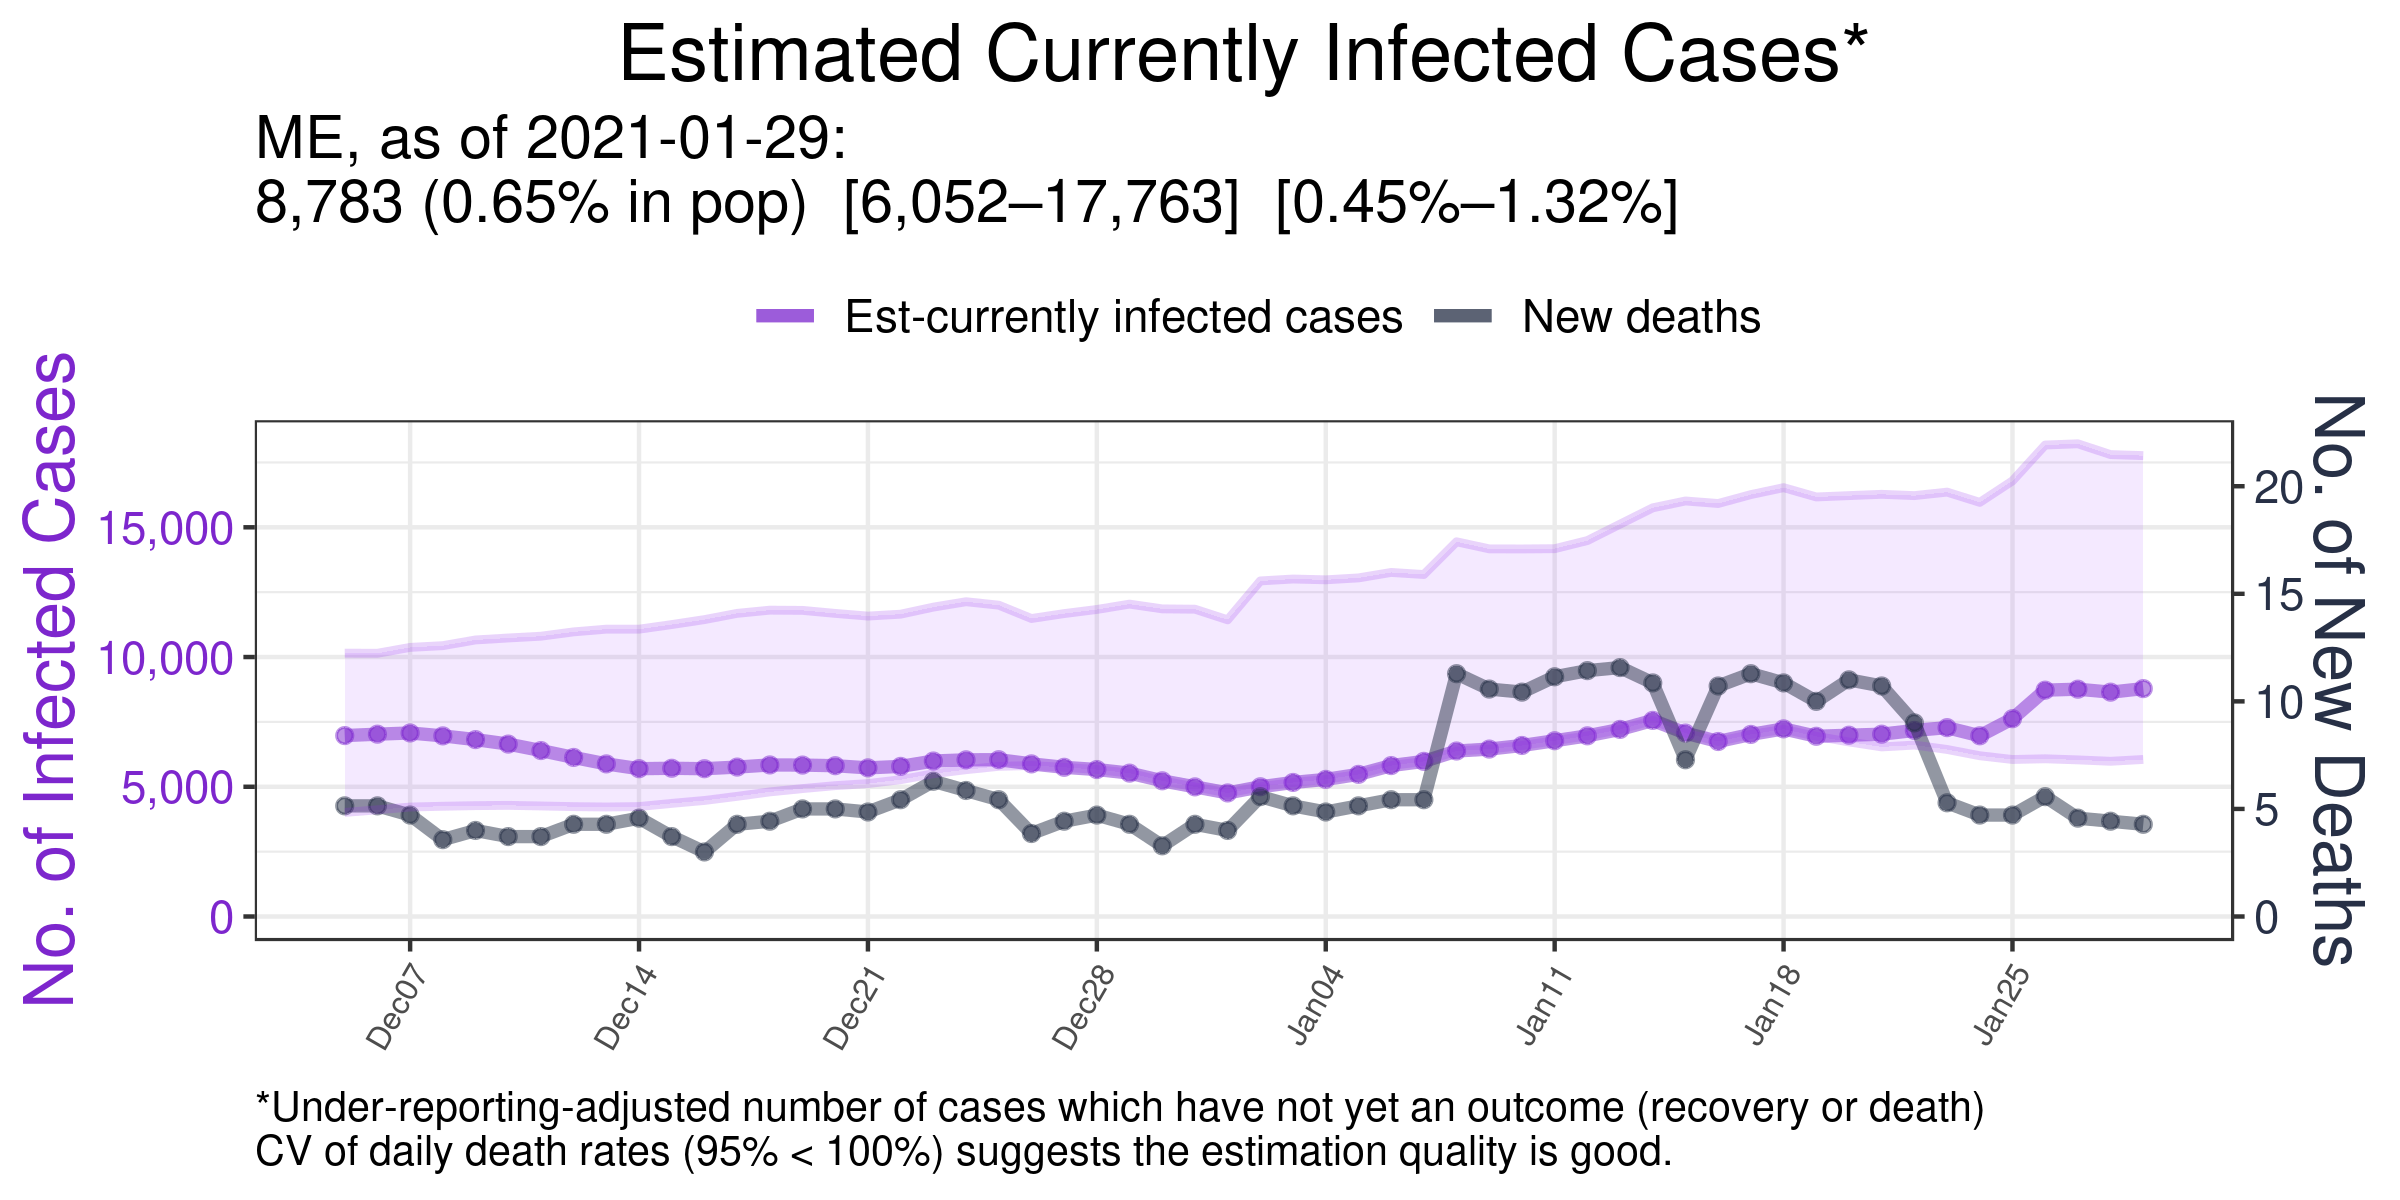 Estimated Currently Infected Cases*
ME, as of 2021-01-29:
8,783 (0.65% in pop)  [6,052–17,763]  [0.45%–1.32%]
Est-currently infected cases
New deaths
No. of Infected Cases
15,000
10,000
5,000
0
No. of New Deaths
20
15
10
5
0
Dec07
Dec14
Dec21
Dec28
Jan04
Jan11
Jan18
Jan25
*Under-reporting-adjusted number of cases which have not yet an outcome (recovery or death)
CV of daily death rates (95% < 100%) suggests the estimation quality is good.